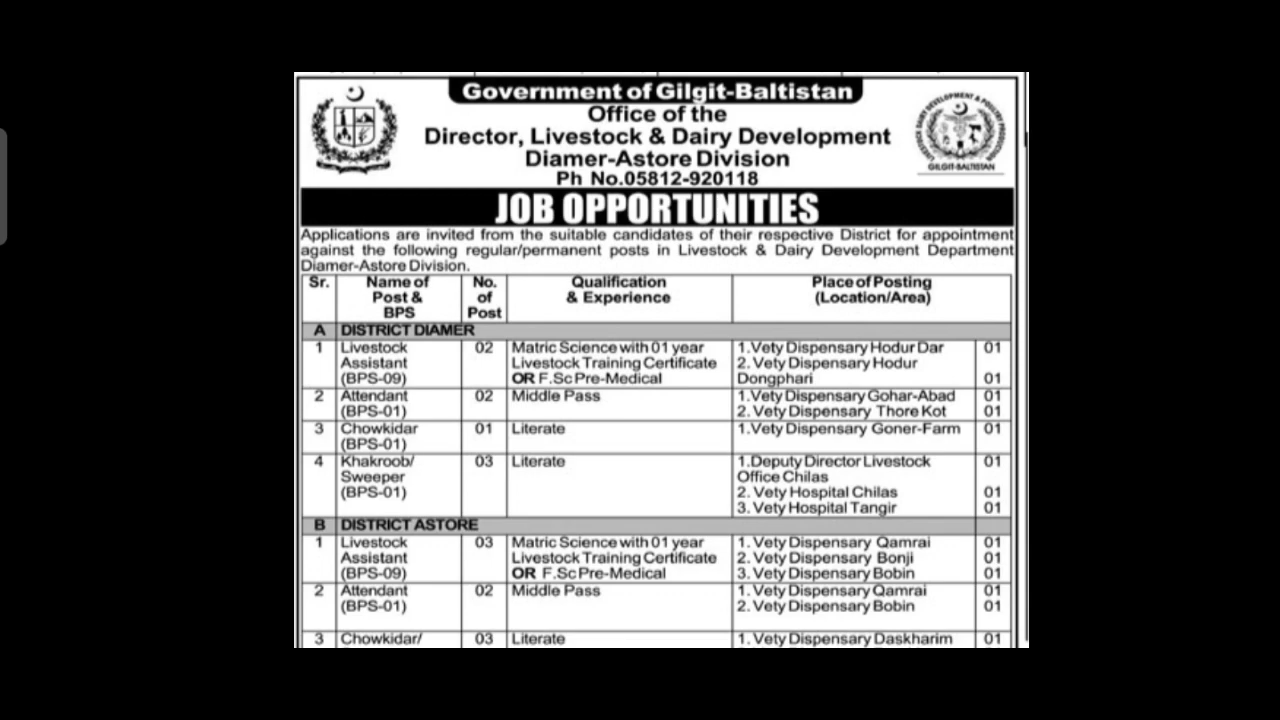 Government of Gilgit-Baltistan
Office of the
Director, Livestock & Dairy Development
Diamer-Astore Division
Ph No.05812-920118
GILGIT-BALTISTAN
JOB OPPORTUNITIES
Applications are invited from the suitable candidates of their respective District for appointment
against the following regular/permanent posts in Livestock & Dairy Development Department
Diamer-Astore Division.
Sr. Name of Post & BPS No. of Post Qualification & Experience Place of Posting (Location/Area)
A DISTRICT DIAMER
1 Livestock 02 Matric Science with 01 year 1.Vety Dispensary Hodur Dar 01
Assistant Livestock Training Certificate 2. Vety Dispensary Hodur
(BPS-09) OR F.Sc Pre-Medical Dongphari 01
2 Attendant 02 Middle Pass 1.Vety Dispensary Gohar-Abad 01
(BPS-01) 2. Vety Dispensary Thore Kot 01
3 Chowkidar 01 Literate 1.Vety Dispensary Goner-Farm 01
(BPS-01)
4 Khakroob/ 03 Literate 1.Deputy Director Livestock 01
Sweeper Office Chilas
(BPS-01) 2. Vety Hospital Chilas 01
3. Vety Hospital Tangir 01
B DISTRICT ASTORE
1 Livestock 03 Matric Science with 01 year 1. Vety Dispensary Qamrai 01
Assistant Livestock Training Certificate 2. Vety Dispensary Bonji 01
(BPS-09) OR F.Sc Pre-Medical 3. Vety Dispensary Bobin 01
2 Attendant 02 Middle Pass 1. Vety Dispensary Qamrai 01
(BPS-01) 2. Vety Dispensary Bobin 01
3 Chowkidar/ 03 Literate 1. Vety Dispensary Daskharim 01